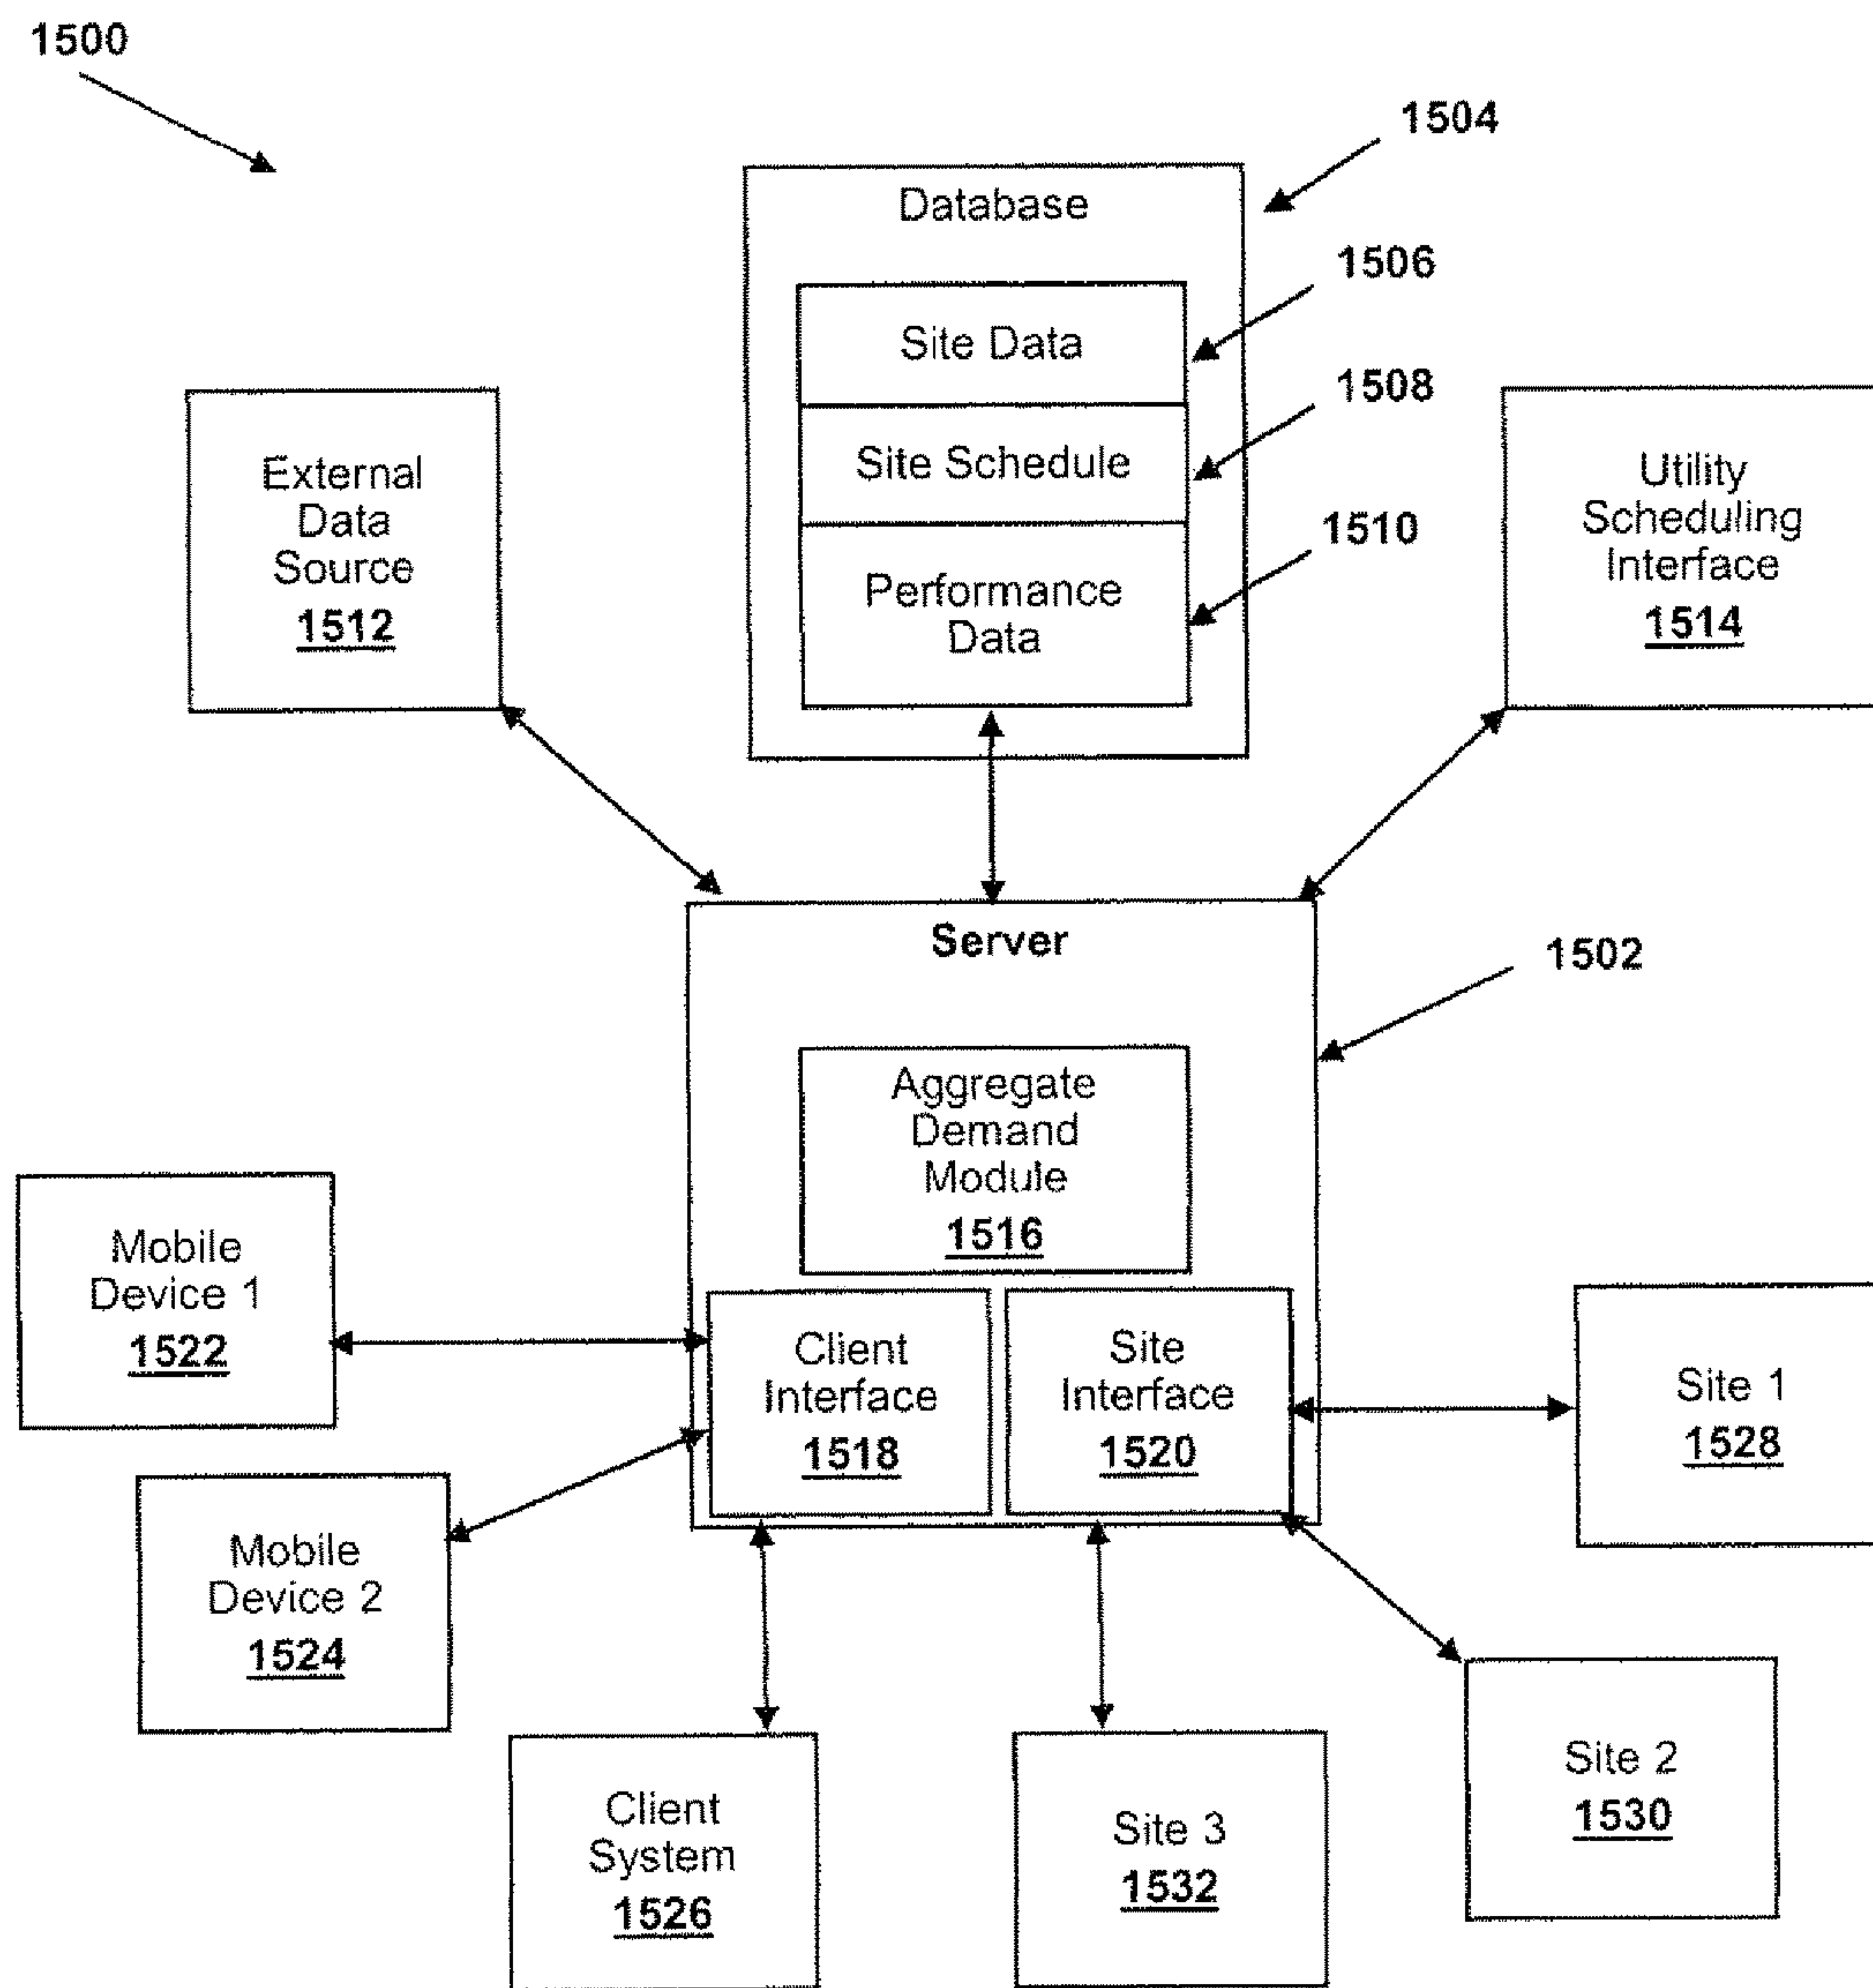 1500
1504
Database
1506
Site Data
1508
Site Schedule
1510
Performance
Data
External
Data
Source
1512
Utility
Scheduling
Interface
1514
Server
1502
Aggregate
Demand
Module
1516
Mobile
Device 1
1522
Client
Interface
1518
Site
Interface
1520
Site 1
1528
Mobile
Device 2
1524
Client
System
1526
Site 3
1532
Site 2
1530